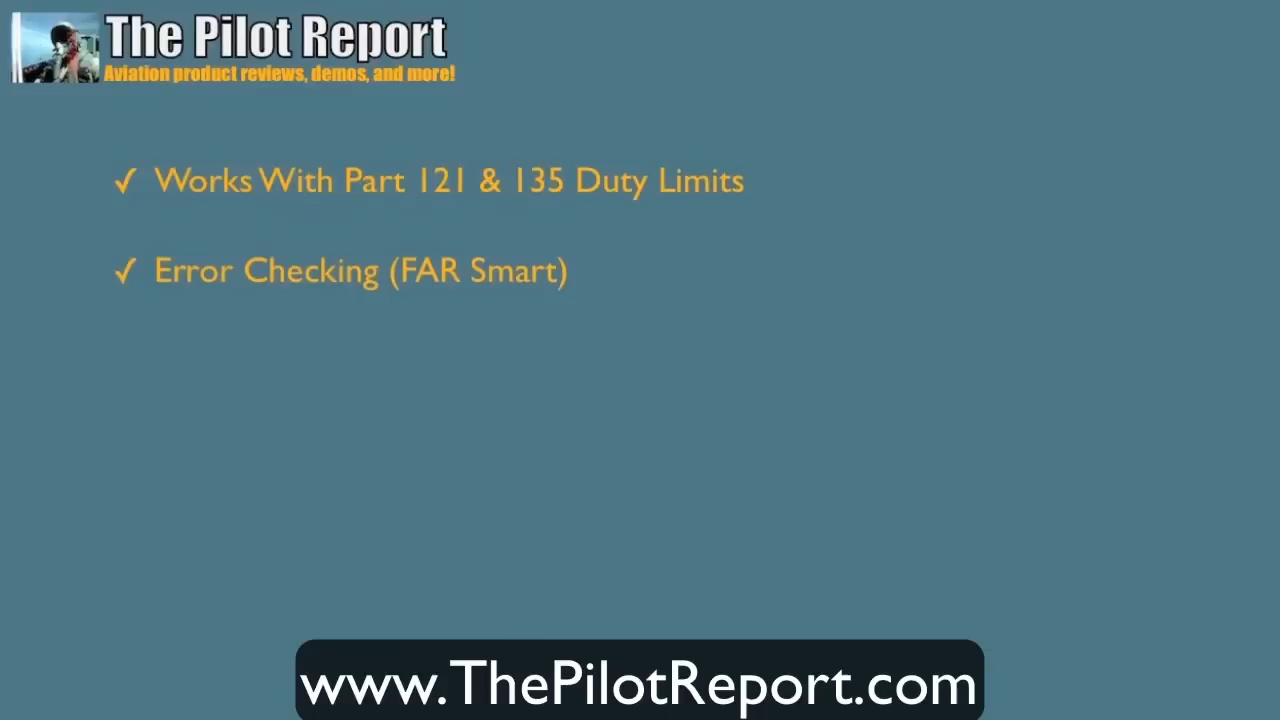 The Pilot Report
Aviation product reviews, demos, and more!
✓ Works With Part 121 & 135 Duty Limits
✓ Error Checking (FAR Smart)
www.ThePilotReport.com